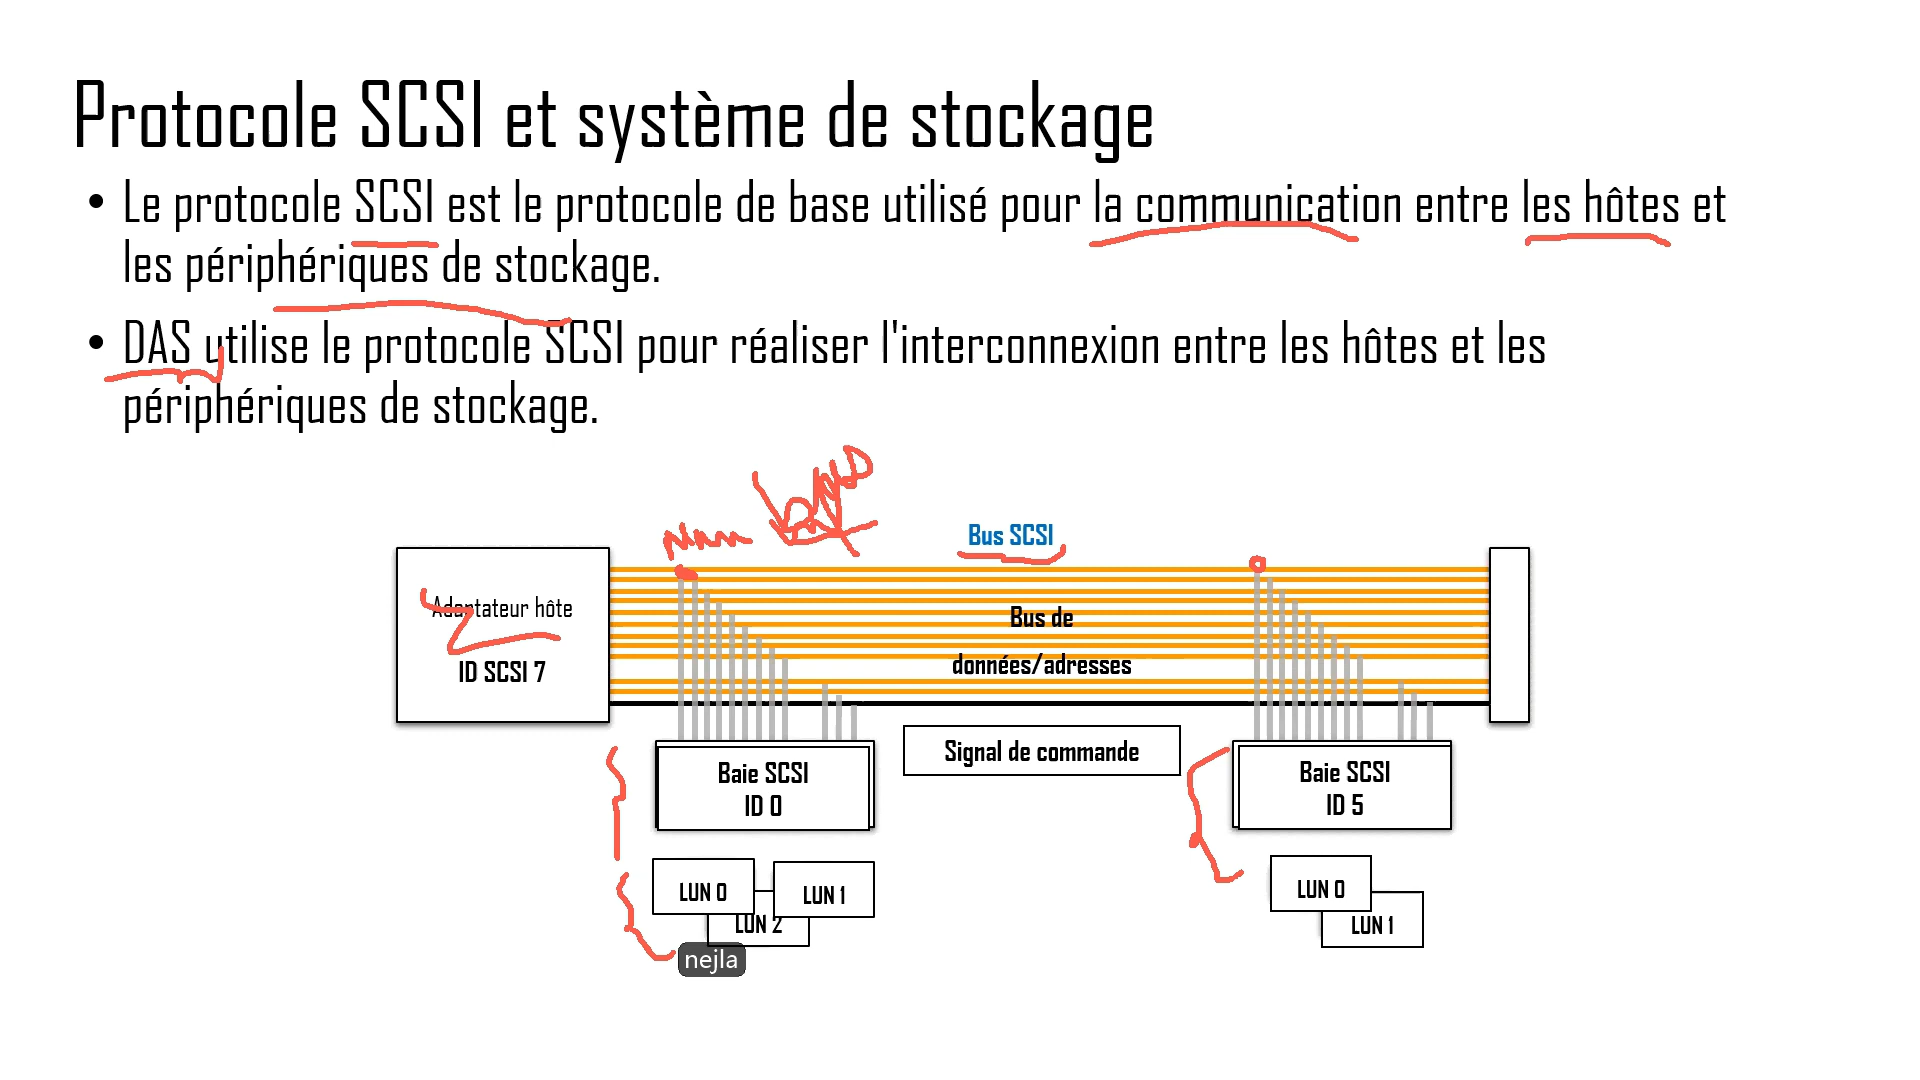 Protocole SCSI et système de stockage
• Le protocole SCSI est le protocole de base utilisé pour la communication entre les hôtes et
les périphériques de stockage.
• DAS utilise le protocole SCSI pour réaliser l'interconnexion entre les hôtes et les
périphériques de stockage.
Bus SCSI
Adaptateur hôte
ID SCSI 7
Bus de
données/adresses
Signal de commande
Baie SCSI
ID 0
Baie SCSI
ID 5
LUN 0
LUN 1
LUN 2
LUN 0
LUN 1
nejla